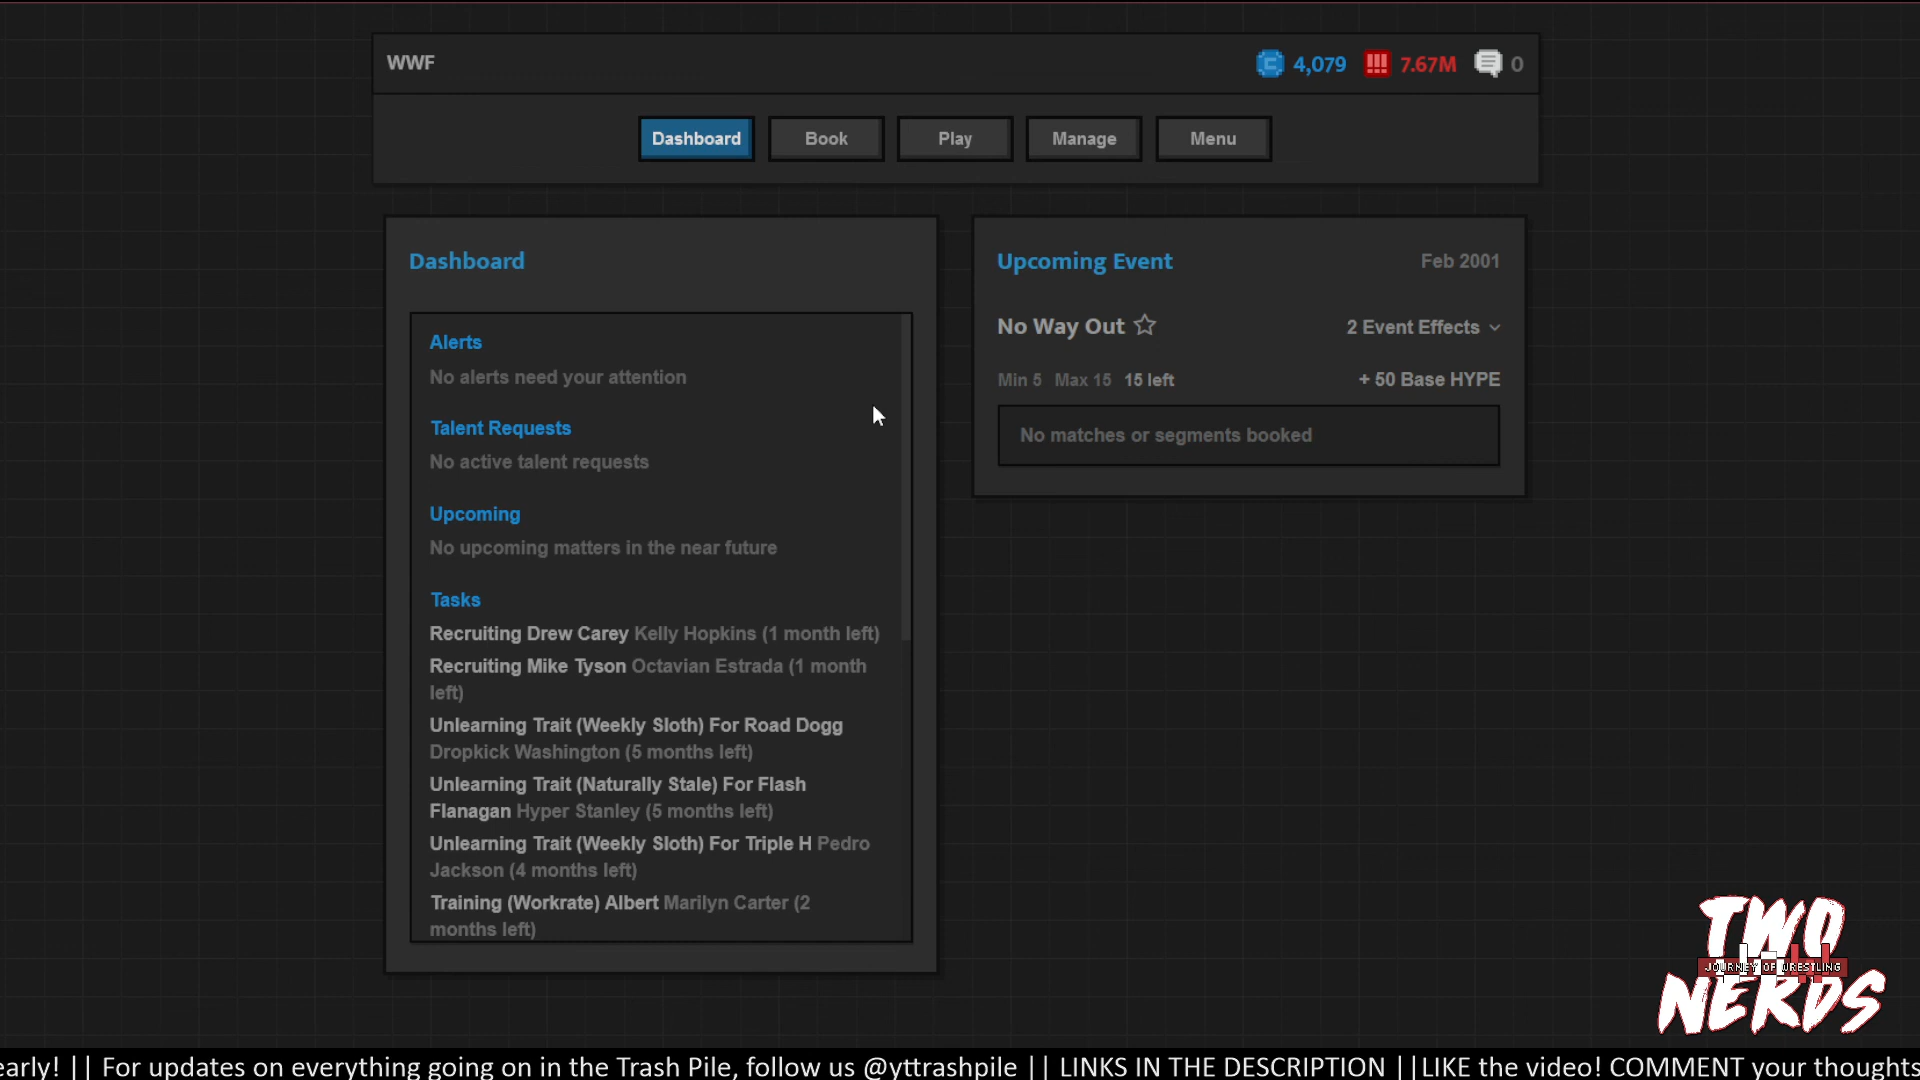 WWF
4,079
7.67M
0
Dashboard
Book
Play
Manage
Menu
Dashboard
Alerts
No alerts need your attention
Talent Requests
No active talent requests
Upcoming
No upcoming matters in the near future
Tasks
Recruiting Drew Carey Kelly Hopkins (1 month left)
Recruiting Mike Tyson Octavian Estrada (1 month
left)
Unlearning Trait (Weekly Sloth) For Road Dogg
Dropkick Washington (5 months left)
Unlearning Trait (Naturally Stale) For Flash
Flanagan Hyper Stanley (5 months left)
Unlearning Trait (Weekly Sloth) For Triple H Pedro
Jackson (4 months left)
Training (Workrate) Albert Marilyn Carter (2
months left)
Upcoming Event
Feb 2001
No Way Out
2 Event Effects
Min 5 Max 15 15 left
+ 50 Base HYPE
No matches or segments booked
TWO
JOURNEY OF WRESTLING
NERDS
early! || For updates on everything going on in the Trash Pile, follow us @yttrashpile || LINKS IN THE DESCRIPTION ||LIKE the video! COMMENT your thoughts